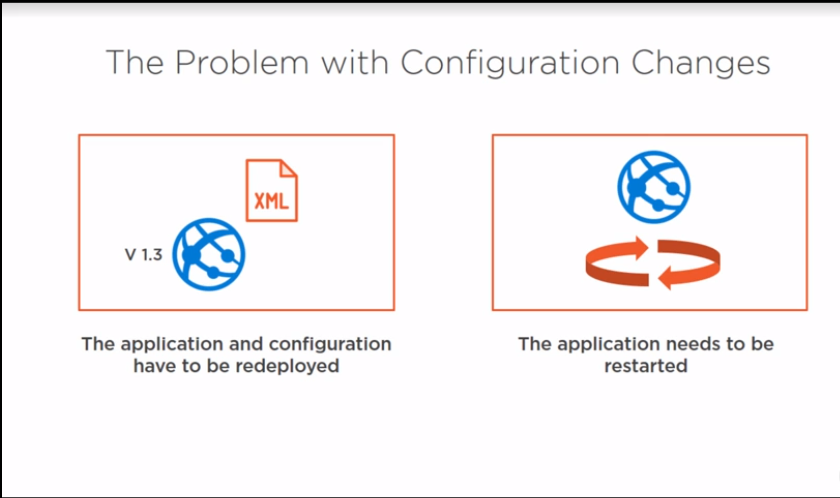 The Problem with Configuration Changes
XML
V 1.3
The application and configuration
have to be redeployed
The application needs to be
restarted